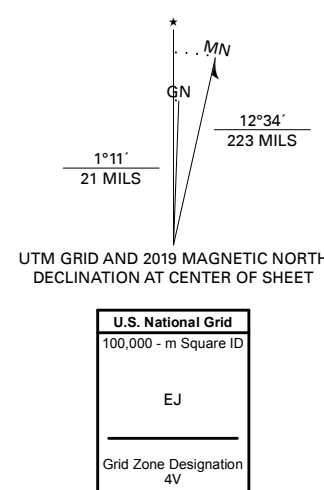 ★
MN
GN
12°34´
223 MILS
1°11´
21 MILS
UTM GRID AND 2019 MAGNETIC NORTH
DECLINATION AT CENTER OF SHEET
U.S. National Grid
100,000 - m Square ID
EJ
Grid Zone Designation
4V